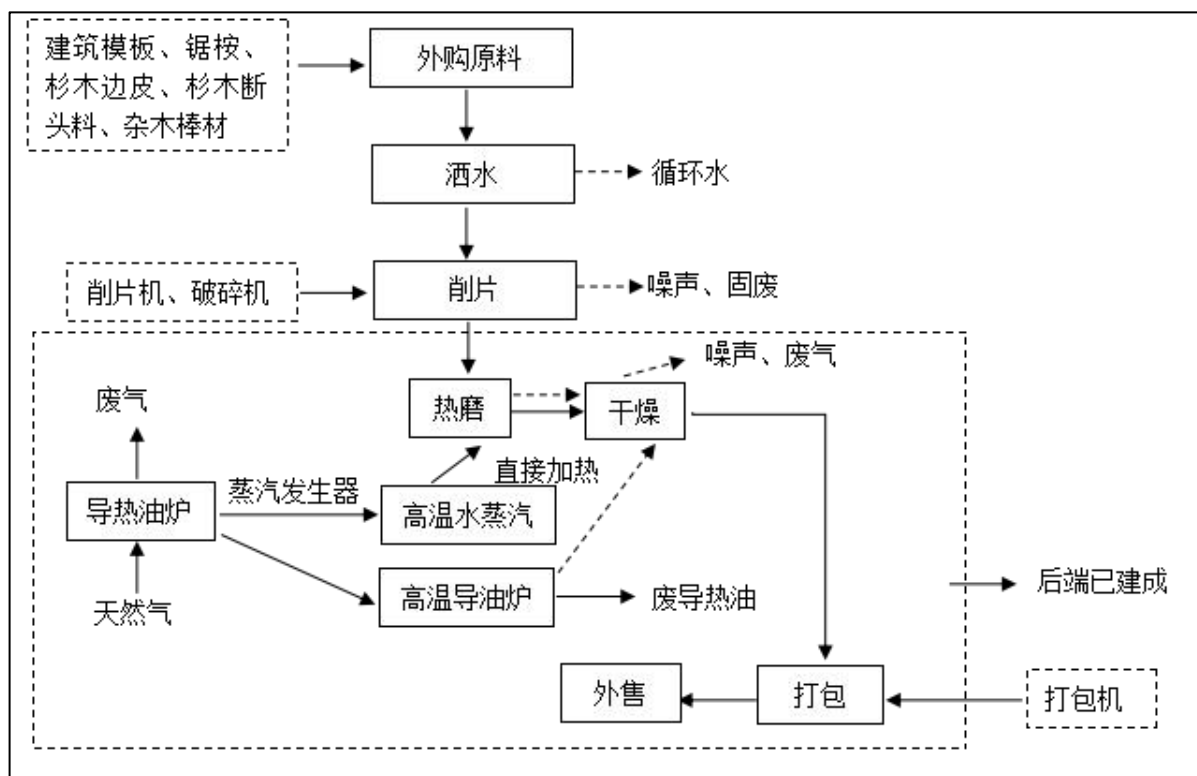 建筑模板、锯桉、
杉木边皮、杉木断
头料、杂木棒材
外购原料
洒水
循环水
削片机、破碎机
削片
噪声、固废
噪声、废气
废气
热磨
干燥
直接加热
蒸汽发生器
导热油炉
高温水蒸汽
高温导油炉
废导热油
天然气
后端已建成
外售
打包
打包机